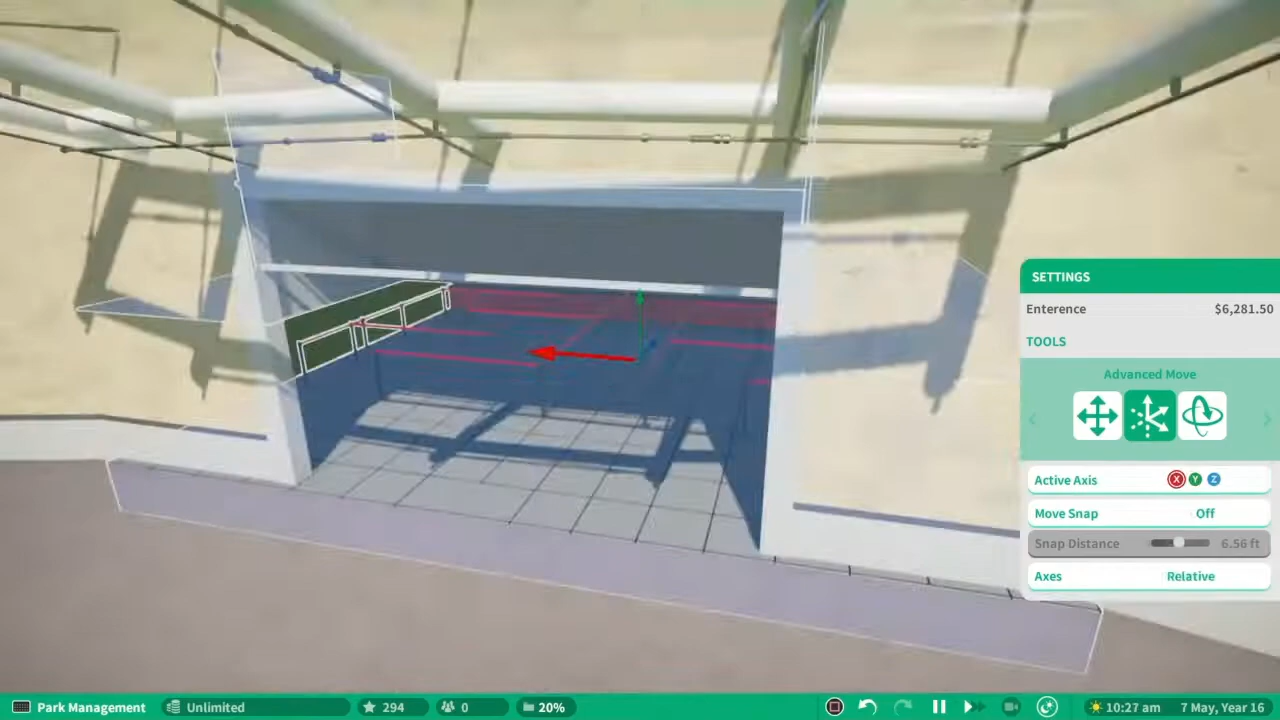 SETTINGS
Enterence $6,281.50
TOOLS
Advanced Move
Active Axis X Y Z
Move Snap Off
Snap Distance 6.56 ft
Axes Relative
Park Management Unlimited 294 0 20% 10:27 am 7 May, Year 16